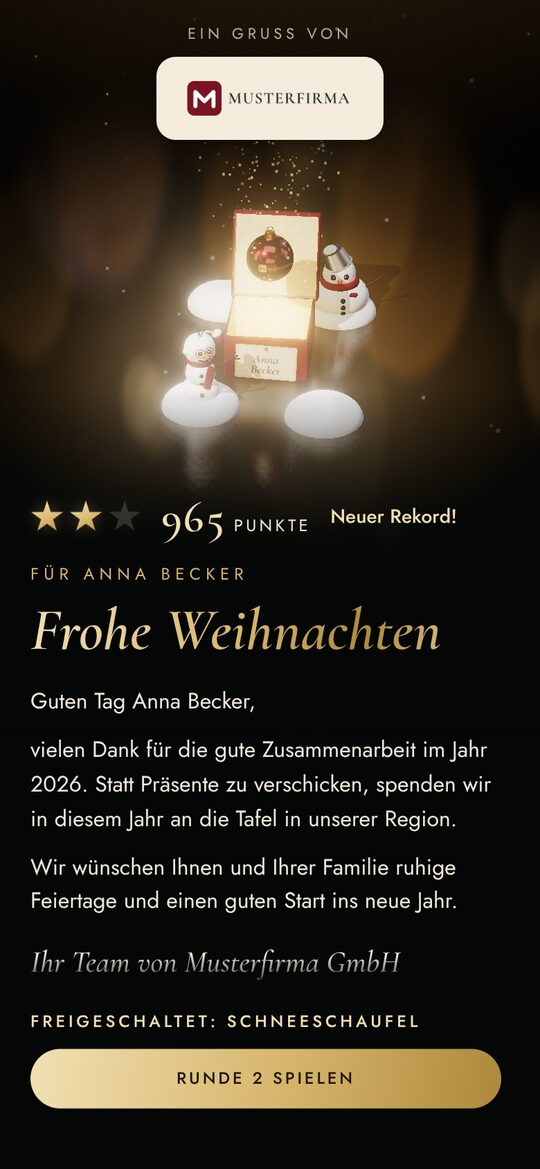 EIN GRUSS VON
M MUSTERFIRMA
Anna
Becker
965 PUNKTE Neuer Rekord!
FÜR ANNA BECKER
Frohe Weihnachten
Guten Tag Anna Becker,
vielen Dank für die gute Zusammenarbeit im Jahr
2026. Statt Präsente zu verschicken, spenden wir
in diesem Jahr an die Tafel in unserer Region.
Wir wünschen Ihnen und Ihrer Familie ruhige
Feiertage und einen guten Start ins neue Jahr.
Ihr Team von Musterfirma GmbH
FREIGESCHALTET: SCHNEESCHAUFEL
RUNDE 2 SPIELEN